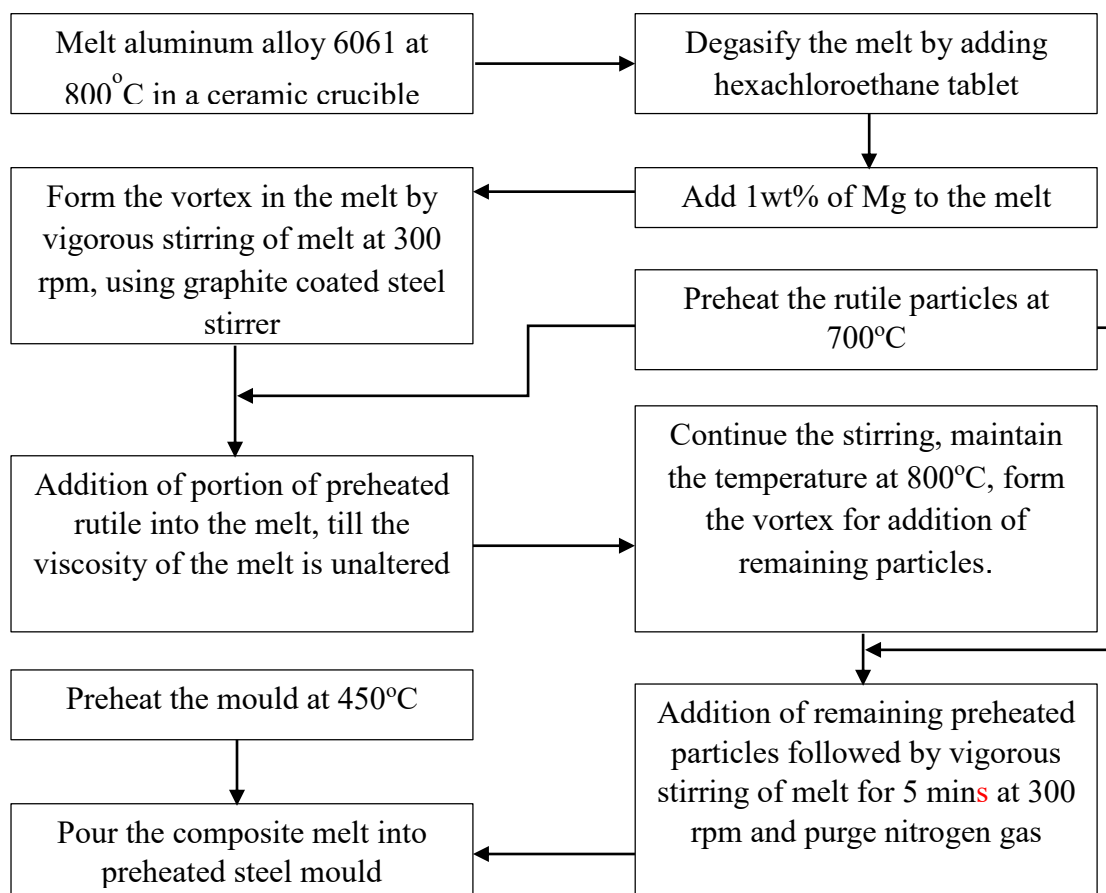 Melt aluminum alloy 6061 at
800°C in a ceramic crucible
Degasify the melt by adding
hexachloroethane tablet
Add 1wt% of Mg to the melt
Form the vortex in the melt by
vigorous stirring of melt at 300
rpm, using graphite coated steel
stirrer
Preheat the rutile particles at
700ºC
Addition of portion of preheated
rutile into the melt, till the
viscosity of the melt is unaltered
Continue the stirring, maintain
the temperature at 800ºC, form
the vortex for addition of
remaining particles.
Addition of remaining preheated
particles followed by vigorous
stirring of melt for 5 mins at 300
rpm and purge nitrogen gas
Preheat the mould at 450ºC
Pour the composite melt into
preheated steel mould